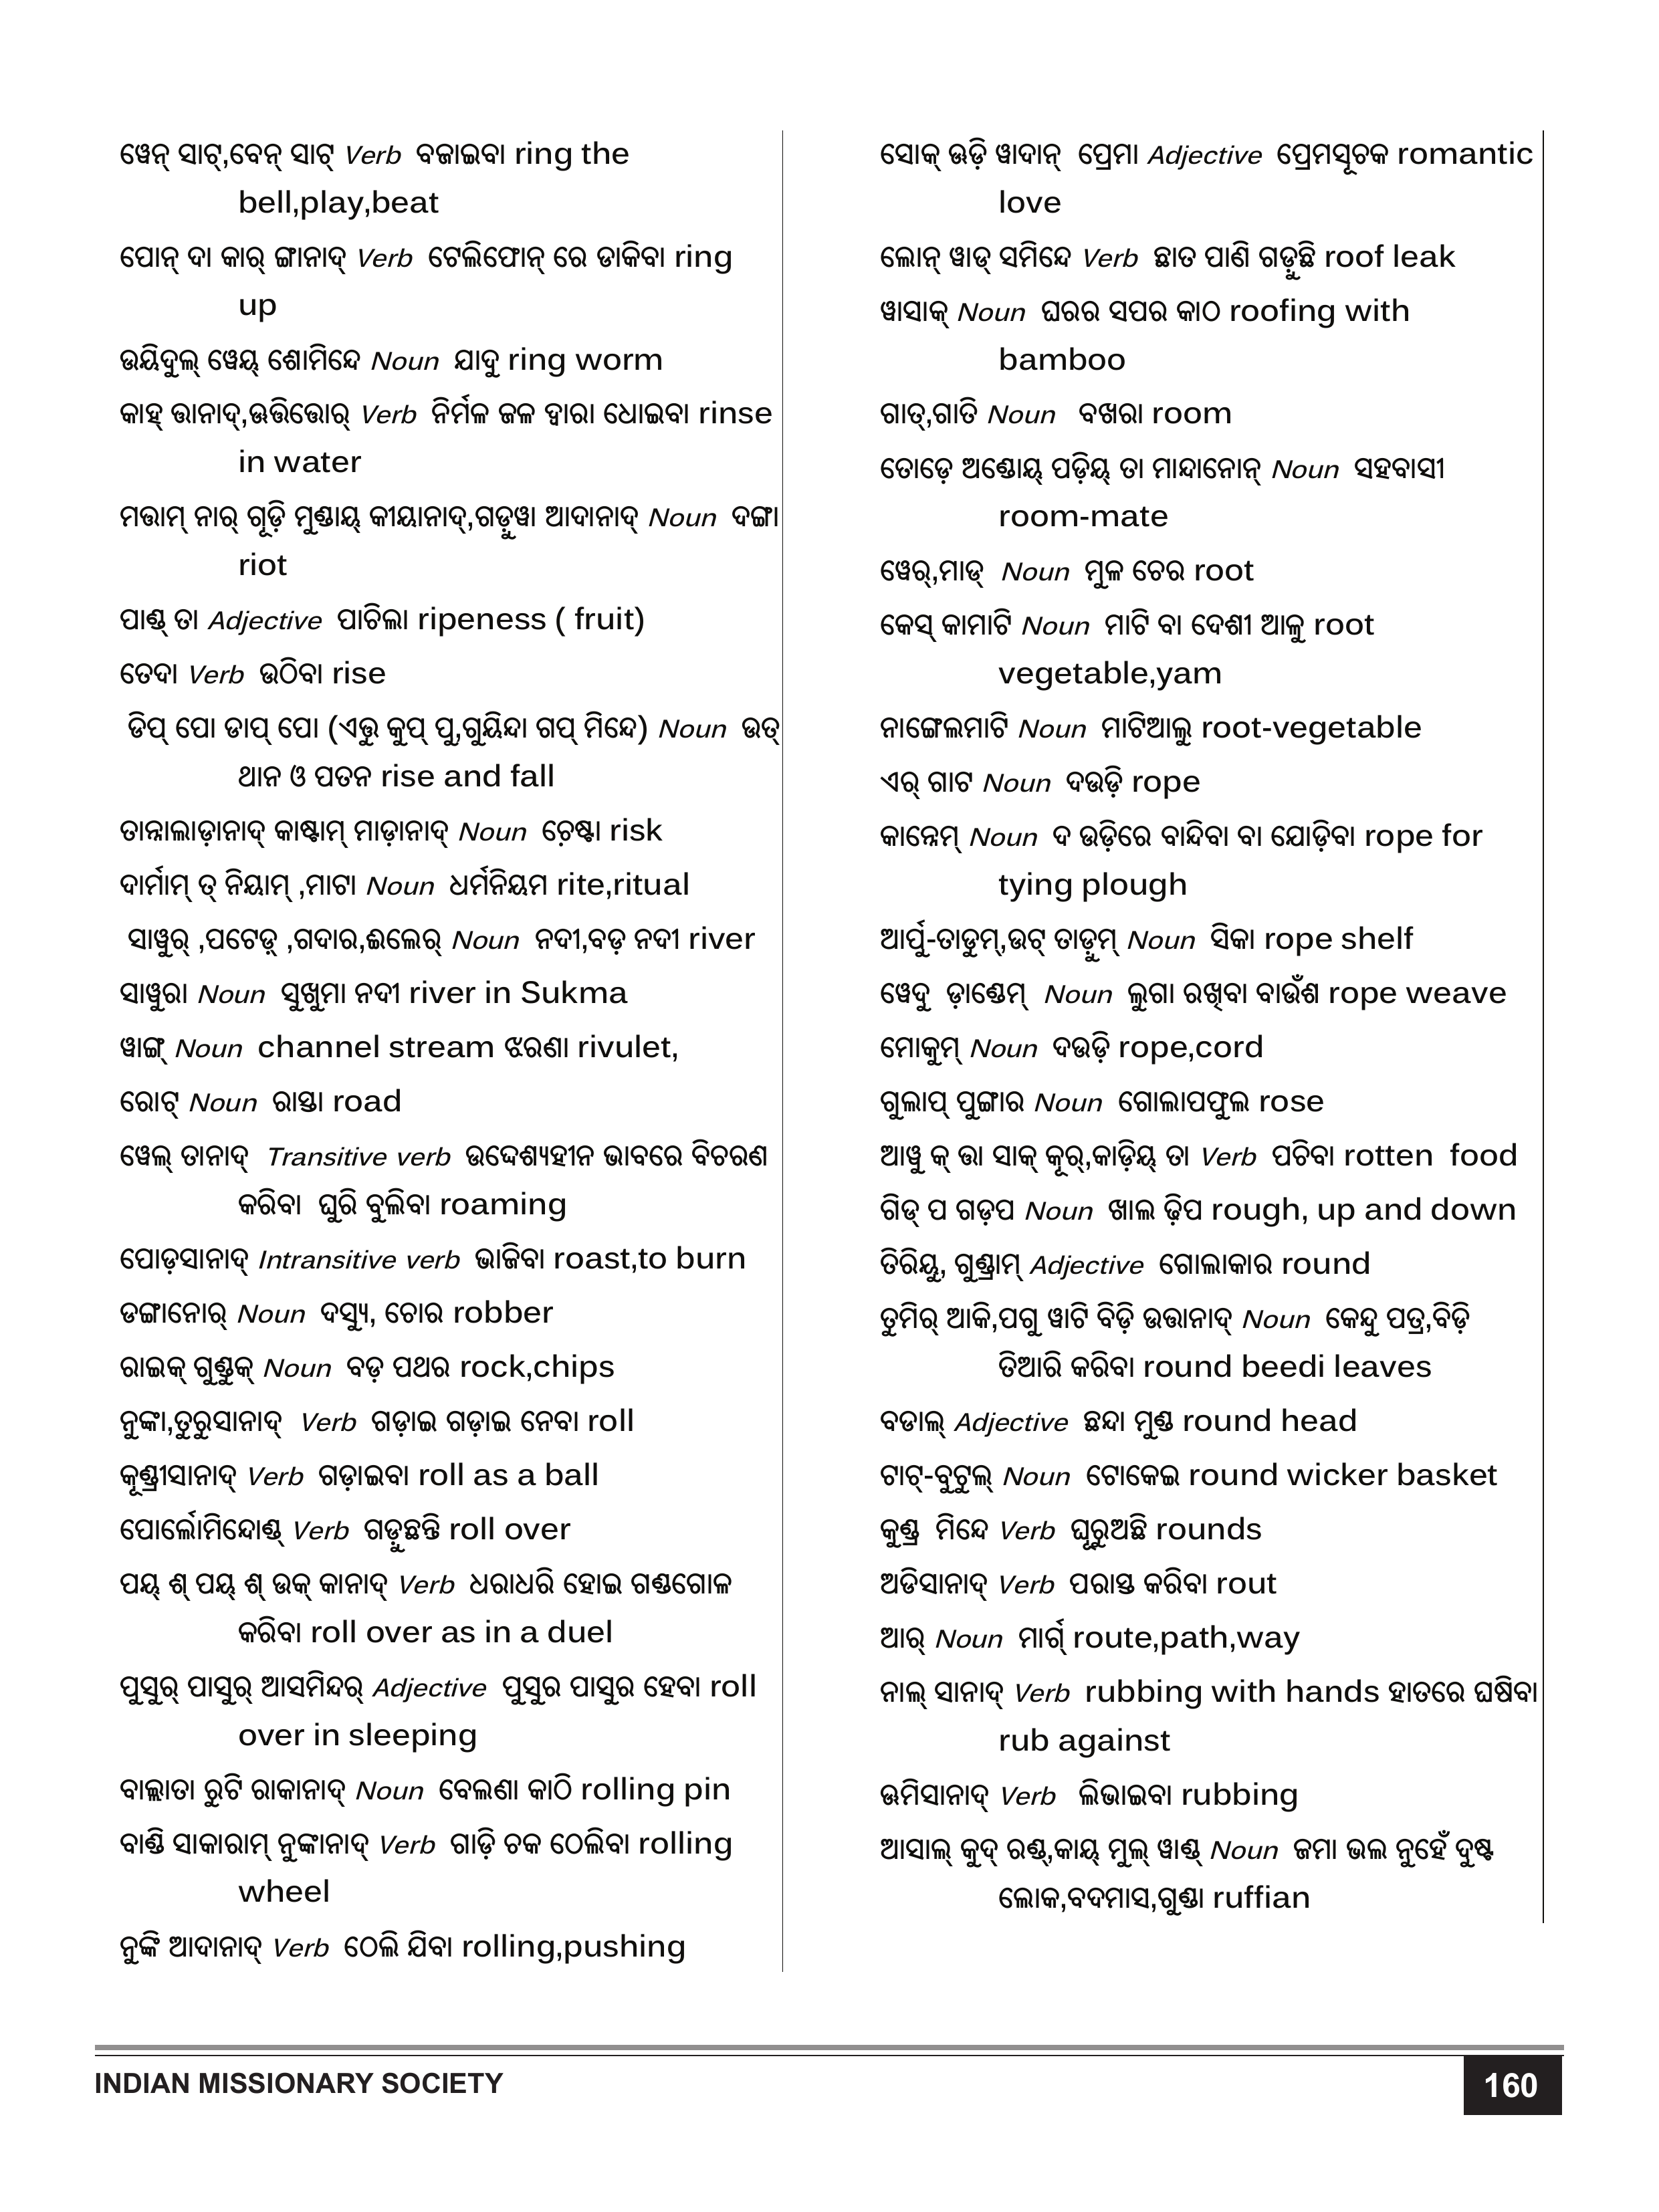 ୱେନ୍ ସାଟ୍,ବେନ୍ ସାଟ୍ Verb ବଜାଇବା ring the
bell,play,beat
ପୋନ୍ ଦା କାର୍ ଙ୍ଗାନାଦ୍ Verb ଟେଲିଫୋନ୍ ରେ ଡାକିବା ring
up
ଉୟିଦୁଲ୍ ୱେୟ୍ ଶୋମିନ୍ଦେ Noun ଯାଦୁ ring worm
କାହ୍ ତ୍ତାନାଦ୍,ଊତ୍ତିତ୍ତୋର୍ Verb ନିର୍ମଳ ଜଳ ଦ୍ୱାରା ଧୋଇବା rinse
in water
ମତ୍ତାମ୍ ନାର୍ ଗୂଡ଼ି ମୁଣ୍ଡାୟ୍ କୀୟାନାଦ୍,ଗଡ଼ୁୱା ଆଦାନାଦ୍ Noun ଦଙ୍ଗା
riot
ପାଣ୍ଡ୍ ତା Adjective ପାଚିଲା ripeness ( fruit)
ତେଦା Verb ଉଠିବା rise
ଡିପ୍ ପୋ ଡାପ୍ ପୋ (ଏତ୍ତୁ କୁପ୍ ପୁ,ଗୁୟିନ୍ଦା ଗପ୍ ମିନ୍ଦେ) Noun ଉତ୍
ଥାନ ଓ ପତନ rise and fall
ତାନ୍ନାଲାଡ଼ାନାଦ୍ କାଷ୍ଟାମ୍ ମାଡ଼ାନାଦ୍ Noun ଚେ଼ଷ୍ଟା risk
ଦାର୍ମାମ୍ ତ୍ ନିୟାମ୍ ,ମାଟା Noun ଧର୍ମନିୟମ rite,ritual
ସାୱୁର୍ ,ପଟେଡ଼୍ ,ଗଦାର,ଈଲେର୍ Noun ନଦୀ,ବଡ଼ ନଦୀ river
ସାୱୁରା Noun ସୁଖୁମା ନଦୀ river in Sukma
ୱାଙ୍ଗ୍ Noun channel stream ଝରଣା rivulet,
ରୋଟ୍ Noun ରାସ୍ତା road
ୱେଲ୍ ତାନାଦ୍ Transitive verb ଉଦ୍ଦେଶ୍ୟହୀନ ଭାବରେ ବିଚରଣ
କରିବା ଘୁରି ବୁଲିବା roaming
ପୋଡ଼ସାନାଦ୍ Intransitive verb ଭାଜିବା roast,to burn
ଡଙ୍ଗାନୋର୍ Noun ଦସ୍ୟୁ, ଚୋର robber
ରାଇକ୍ ଗୁଣ୍ଡୁକ୍ Noun ବଡ଼ ପଥର rock,chips
ନୁଙ୍କା,ତୁରୁସାନାଦ୍ Verb ଗଡ଼ାଇ ଗଡ଼ାଇ ନେବା roll
କୂଣ୍ଡ୍ରୀସାନାଦ୍ Verb ଗଡ଼ାଇବା roll as a ball
ପୋର୍ଲୋମିନ୍ଦୋଣ୍ଡ୍ Verb ଗଡ଼ୁଛନ୍ତି roll over
ପୟ୍ ଶ୍ ପୟ୍ ଶ୍ ଉକ୍ କାନାଦ୍ Verb ଧରାଧରି ହୋଇ ଗଣ୍ଡଗୋଳ
କରିବା roll over as in a duel
ପୁସୁର୍ ପାସୁର୍ ଆସମିନ୍ଦର୍ Adjective ପୁସୁର ପାସୁର ହେବା roll
over in sleeping
ବାଲ୍ଲାତା ରୁଟି ରାକାନାଦ୍ Noun ବେଲଣା କାଠି rolling pin
ବାଣ୍ଡି ସାକାରାମ୍ ନୁଙ୍କାନାଦ୍ Verb ଗାଡ଼ି ଚକ ଠେଲିବା rolling
wheel
ନୁଙ୍କି ଆଦାନାଦ୍ Verb ଠେଲି ଯିବା rolling,pushing
ସୋକ୍ ଊଡ଼ି ୱାଦାନ୍ ପ୍ରେମା Adjective ପ୍ରେମସୂଚକ romantic
love
ଲୋନ୍ ୱାଡ୍ ସମିନ୍ଦେ Verb ଛାତ ପାଣି ଗଡ଼ୁଛି roof leak
ୱାସାକ୍ Noun ଘରର ସପର କାଠ roofing with
bamboo
ଗାତ୍,ଗାତି Noun ବଖରା room
ତୋଡ଼େ ଅଣ୍ଡୋୟ୍ ପଡ଼ିୟ୍ ତା ମାନ୍ଦାନୋନ୍ Noun ସହବାସୀ
room-mate
ୱେର୍,ମାଡ୍ Noun ମୁଳ ଚେର root
କେସ୍ କାମାଟି Noun ମାଟି ବା ଦେଶୀ ଆଳୁ root
vegetable,yam
ନାଙ୍ଗେଲମାଟି Noun ମାଟିଆଲୁ root-vegetable
ଏର୍ ଗାଟ Noun ଦଉଡ଼ି rope
କାନ୍ନେମ୍ Noun ଦ ଉଡ଼ିରେ ବାନ୍ଦିବା ବା ଯୋଡ଼ିବା rope for
tying plough
ଆର୍ପୁ-ତାଡୁମ୍,ଉଟ୍ ତାଡ଼ୁମ୍ Noun ସିକା rope shelf
ୱେଦୁ ଡ଼ାଣ୍ଡେମ୍ Noun ଲୁଗା ରଖିବା ବାଉଁଶ rope weave
ମୋକୁମ୍ Noun ଦଉଡ଼ି rope,cord
ଗୁଲାପ୍ ପୁଙ୍ଗାର Noun ଗୋଲାପଫୁଲ rose
ଆୱୁ କ୍ ତ୍ତା ସାକ୍ କୂର୍,କାଡ଼ିୟ୍ ତା Verb ପଚିବା rotten food
ଗିଡ୍ ପ ଗଡ଼ପ Noun ଖାଲ ଢ଼ିପ rough, up and down
ତିରିୟୁ, ଗୁଣ୍ଡ୍ରାମ୍ Adjective ଗୋଲାକାର round
ତୁମିର୍ ଆକି,ପଗୁ ୱାଟି ବିଡ଼ି ଉତ୍ତାନାଦ୍ Noun କେନ୍ଦୁ ପତ୍ର,ବିଡ଼ି
ତିଆରି କରିବା round beedi leaves
ବଡାଲ୍ Adjective ଛନ୍ଦା ମୁଣ୍ଡ round head
ଟାଟ୍-ବୁଟୁଲ୍ Noun ଟୋକେଇ round wicker basket
କୁଣ୍ଡ୍ର ମିନ୍ଦେ Verb ଘୂରୁଅଛି rounds
ଅଡିସାନାଦ୍ Verb ପରାସ୍ତ କରିବା rout
ଆର୍ Noun ମାର୍ଗ୍ route,path,way
ନାଲ୍ ସାନାଦ୍ Verb rubbing with hands ହାତରେ ଘଷିବା
rub against
ଊମିସାନାଦ୍ Verb ଲିଭାଇବା rubbing
ଆସାଲ୍ କୁଦ୍ ରଣ୍ଡ୍,କାୟ୍ ମୁଲ୍ ୱାଣ୍ଡ୍ Noun ଜମା ଭଲ ନୁହେଁ ଦୁଷ୍ଟ
ଲୋକ,ବଦମାସ,ଗୁଣ୍ଡା ruffian
INDIAN MISSIONARY SOCIETY
160